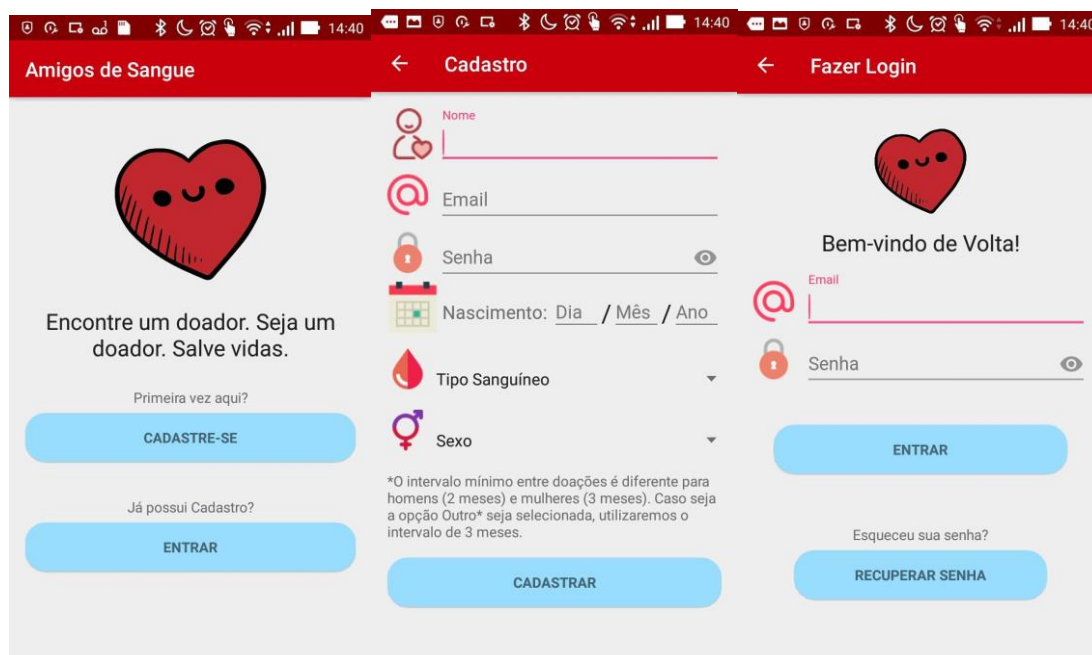 14:40
Amigos de Sangue
Encontre um doador. Seja um
doador. Salve vidas.
Primeira vez aqui?
CADASTRE-SE
Já possui Cadastro?
ENTRAR
14:40
Cadastro
Nome
Email
Senha
Nascimento: Dia / Mês / Ano
Tipo Sanguíneo
Sexo
*O intervalo mínimo entre doações é diferente para
homens (2 meses) e mulheres (3 meses). Caso seja
a opção Outro* seja selecionada, utilizaremos o
intervalo de 3 meses.
CADASTRAR
14:40
Fazer Login
Bem-vindo de Volta!
Email
Senha
ENTRAR
Esqueceu sua senha?
RECUPERAR SENHA